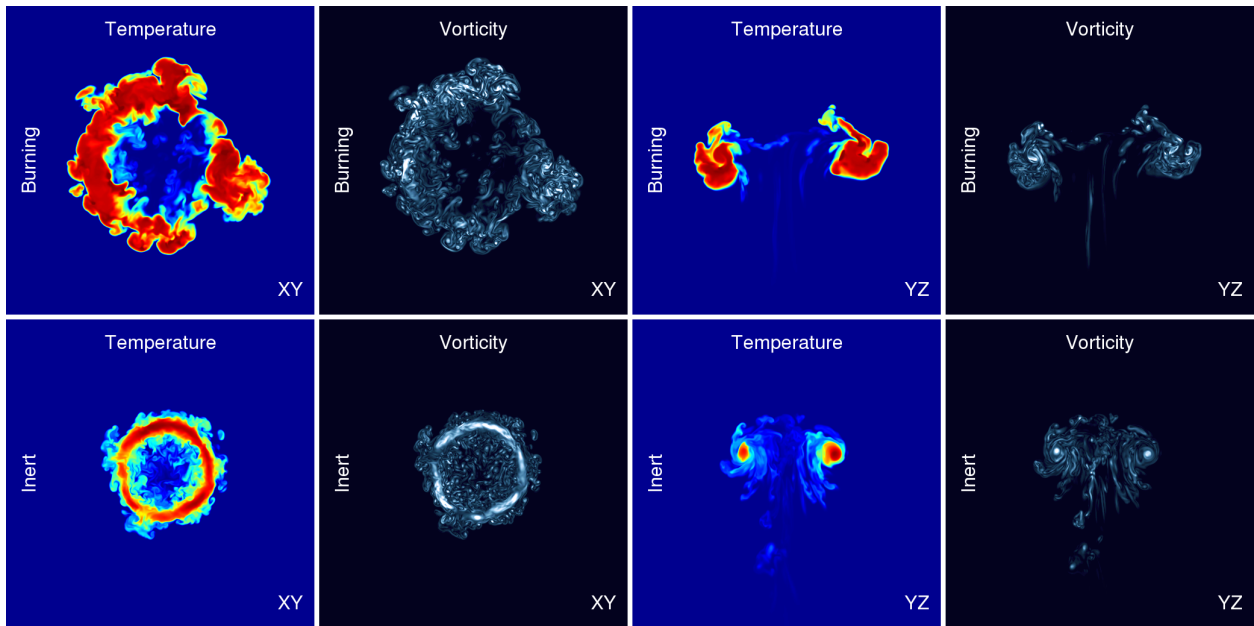 Temperature
Burning
XY
Vorticity
Burning
XY
Temperature
Burning
YZ
Vorticity
Burning
YZ
Temperature
Inert
XY
Vorticity
Inert
XY
Temperature
Inert
YZ
Vorticity
Inert
YZ